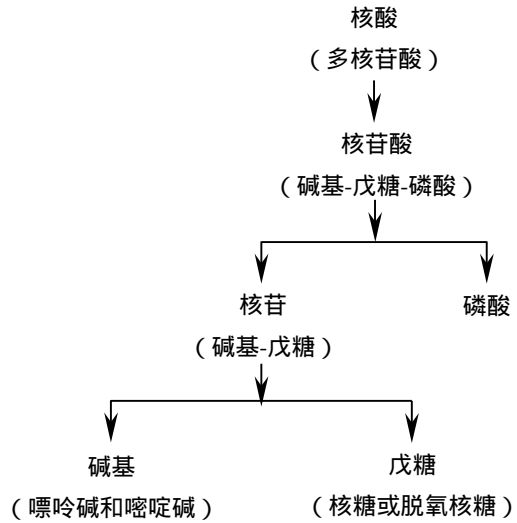 核酸
（多核苷酸）
核苷酸
（碱基-戊糖-磷酸）
核苷
磷酸
（碱基-戊糖）
碱基
戊糖
（嘌呤碱和嘧啶碱）
（核糖或脱氧核糖）